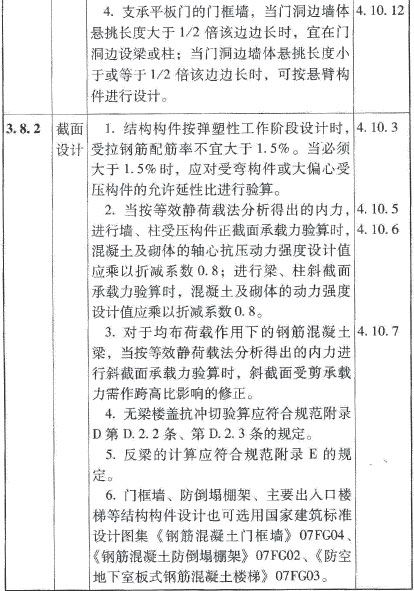 4. 支承平板门的门框墙，当门洞边墙体 4.10.12
悬挑长度大于1/2倍该边边长时，宜在门
洞边设梁或柱；当门洞边墙体悬挑长度小
于或等于1/2倍该边边长时，可按悬臂构
件进行设计。
3.8.2 截面 1. 结构构件按弹塑性工作阶段设计时， 4.10.3
设计 受拉钢筋配筋率不宜大于1.5%。当必须
大于1.5%时，应对受弯构件或大偏心受
压构件的允许延性比进行验算。
2. 当按等效静荷载法分析得出的内力， 4.10.5
进行墙、柱受压构件正截面承载力验算时， 4.10.6
混凝土及砌体的轴心抗压动力强度设计值
应乘以折减系数0.8；进行梁、柱斜截面
承载力验算时，混凝土及砌体的动力强度
设计值应乘以折减系数0.8。
3. 对于均布荷载作用下的钢筋混凝土 4.10.7
梁，当按等效静荷载法分析得出的内力进
行斜截面承载力验算时，斜截面受剪承载
力需作跨高比影响的修正。
4. 无梁楼盖抗冲切验算应符合规范附录
D第D.2.2条、第D.2.3条的规定。
5. 反梁的计算应符合规范附录E的规
定。
6. 门框墙、防倒塌棚架、主要出入口楼
梯等结构构件设计也可选用国家建筑标准
设计图集《钢筋混凝土门框墙》07FG04、
《钢筋混凝土防倒塌棚架》07FG02、《防空
地下室板式钢筋混凝土楼梯》07FG03。